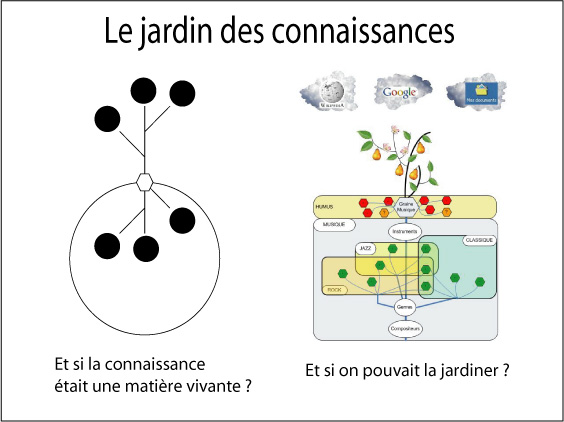 Le jardin des connaissances
WIKIPEDIA
Google
Mes documents
HUMUS
Graine
Musique
MUSIQUE
Instruments
CLASSIQUE
JAZZ
ROCK
Genres
Compositeurs
Et si la connaissance
était une matière vivante ?
Et si on pouvait la jardiner ?